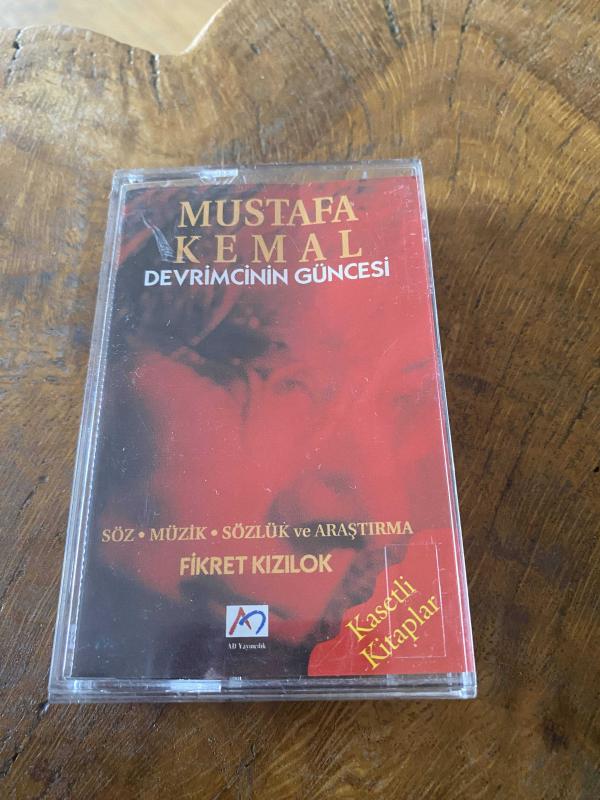 MUSTAFA
KEMAL
DEVRİMCİNİN GÜNCESİ
SÖZ • MÜZİK • SÖZLÜK ve ARAŞTIRMA
FİKRET KIZILOK
AD Yayıncılık
Kasetli
Kitaplar